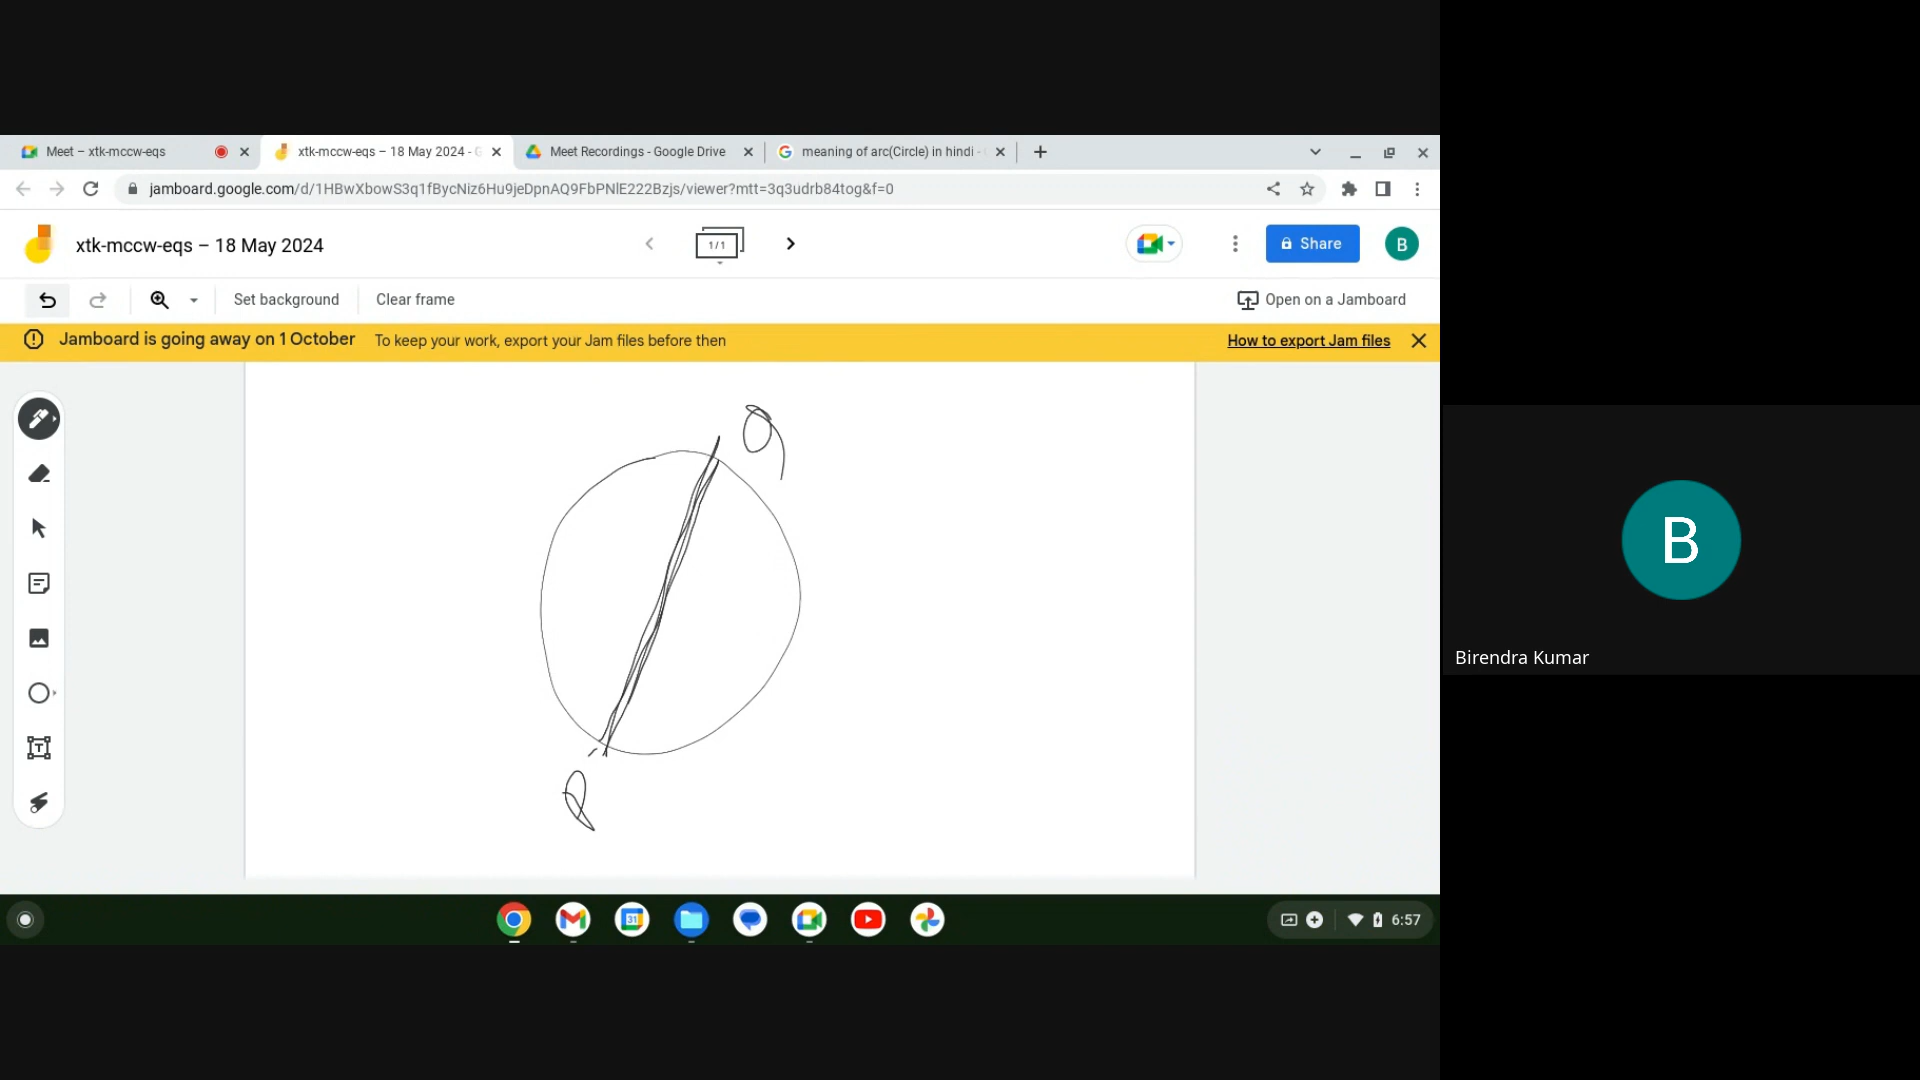 Meet – xtk-mccw-eqs
xtk-mccw-eqs – 18 May 2024 - G
Meet Recordings - Google Drive
meaning of arc(Circle) in hindi -
jamboard.google.com/d/1HBwXbowS3q1fBycNiz6Hu9jeDpnAQ9FbPNlE222Bzjs/viewer?mtt=3q3udrb84tog&f=0
xtk-mccw-eqs – 18 May 2024
1/1
Share
B
Set background
Clear frame
Open on a Jamboard
Jamboard is going away on 1 October
To keep your work, export your Jam files before then
How to export Jam files
T
B
Birendra Kumar
31
6:57